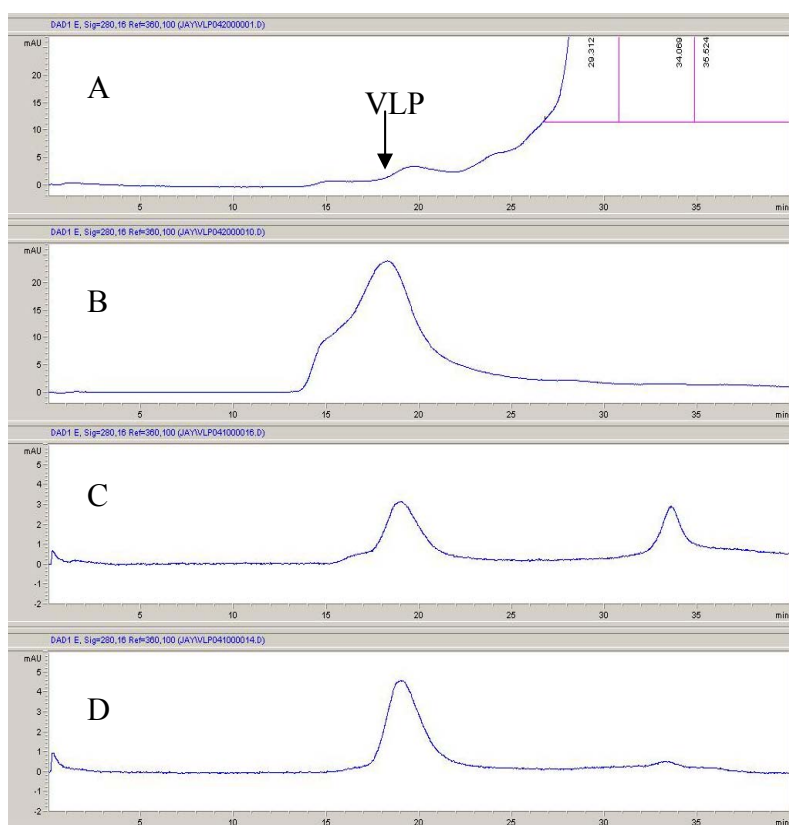 DAD1 E, Sig=280,16 Ref=360,100 (JAY\VLP042000001.D)
mAU
20
15
10
5
0
A
VLP
29.312
34.069
35.524
5 10 15 20 25 30 35 min
DAD1 E, Sig=280,16 Ref=360,100 (JAY\VLP042000010.D)
mAU
20
15
10
5
0
B
5 10 15 20 25 30 35 min
DAD1 E, Sig=280,16 Ref=360,100 (JAY\VLP041000016.D)
mAU
5
4
3
2
1
0
-1
-2
C
5 10 15 20 25 30 35 min
DAD1 E, Sig=280,16 Ref=360,100 (JAY\VLP041000014.D)
mAU
5
4
3
2
1
0
-1
-2
D
5 10 15 20 25 30 35 min